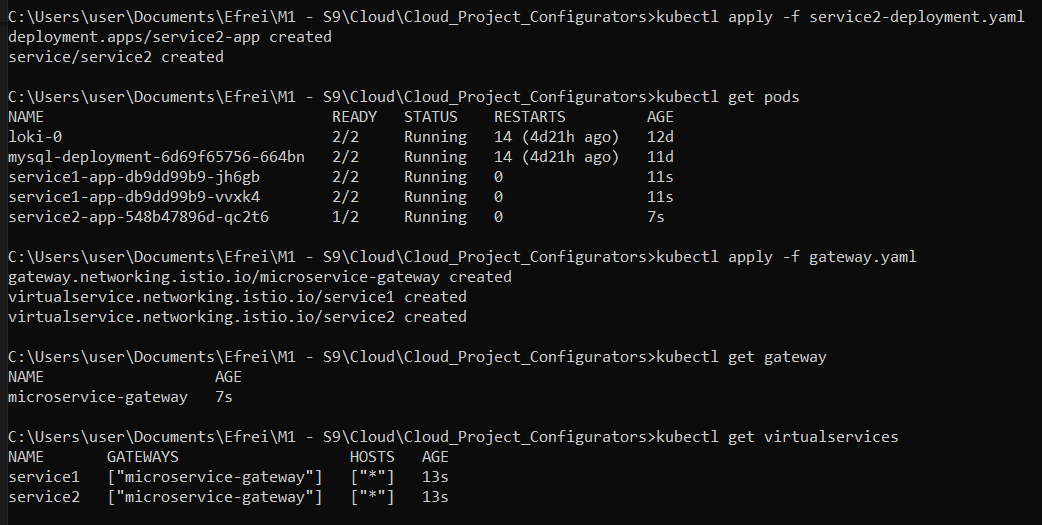 C:\Users\user\Documents\Efrei\M1 - S9\Cloud\Cloud_Project_Configurators>kubectl apply -f service2-deployment.yaml
deployment.apps/service2-app created
service/service2 created
C:\Users\user\Documents\Efrei\M1 - S9\Cloud\Cloud_Project_Configurators>kubectl get pods
NAME READY STATUS RESTARTS AGE
loki-0 2/2 Running 14 (4d21h ago) 12d
mysql-deployment-6d69f65756-664bn 2/2 Running 14 (4d21h ago) 11d
service1-app-db9dd99b9-jh6gb 2/2 Running 0 11s
service1-app-db9dd99b9-vvxk4 2/2 Running 0 11s
service2-app-548b47896d-qc2t6 1/2 Running 0 7s
C:\Users\user\Documents\Efrei\M1 - S9\Cloud\Cloud_Project_Configurators>kubectl apply -f gateway.yaml
gateway.networking.istio.io/microservice-gateway created
virtualservice.networking.istio.io/service1 created
virtualservice.networking.istio.io/service2 created
C:\Users\user\Documents\Efrei\M1 - S9\Cloud\Cloud_Project_Configurators>kubectl get gateway
NAME AGE
microservice-gateway 7s
C:\Users\user\Documents\Efrei\M1 - S9\Cloud\Cloud_Project_Configurators>kubectl get virtualservices
NAME GATEWAYS HOSTS AGE
service1 ["microservice-gateway"] ["*"] 13s
service2 ["microservice-gateway"] ["*"] 13s